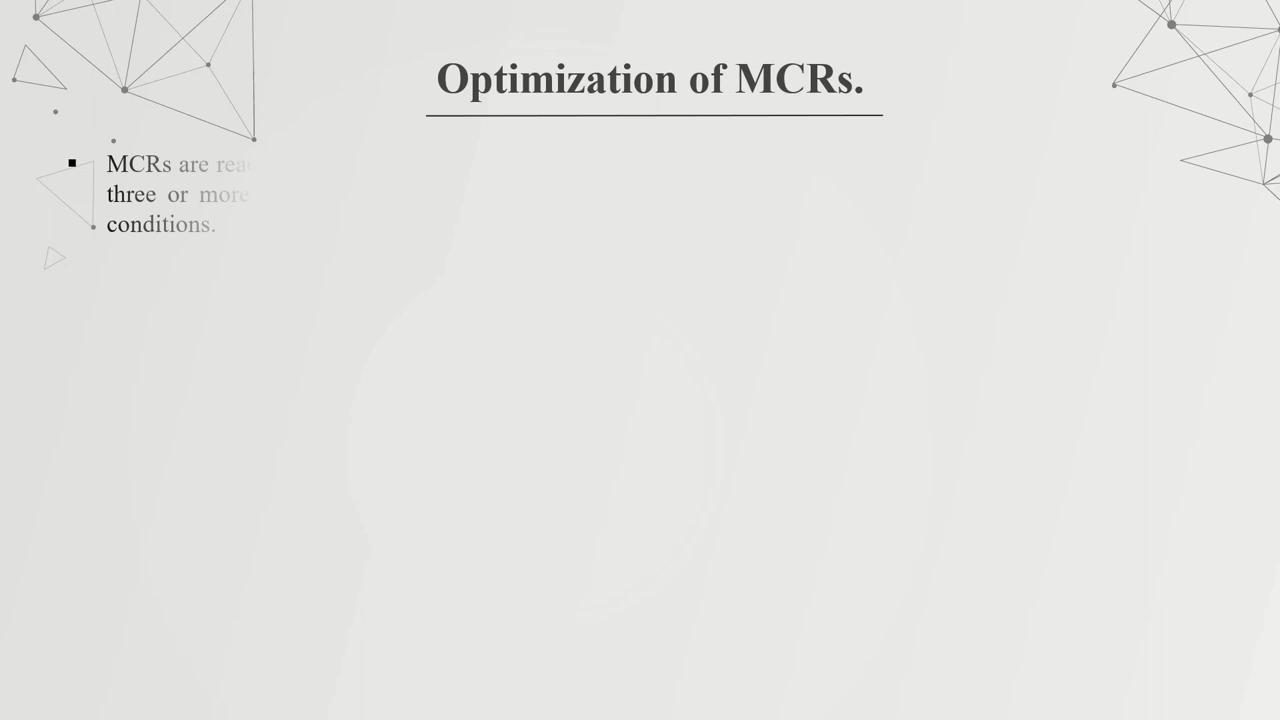 Optimization of MCRs.
MCRs are
three or more
conditions.